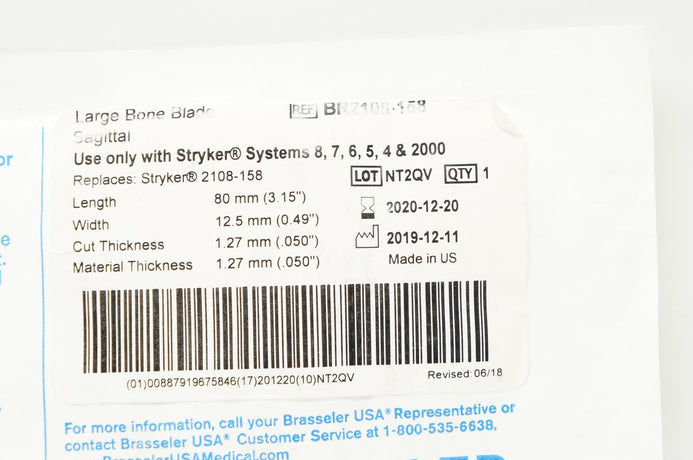 Large Bone Blade REF BR2108-158
Sagittal
Use only with Stryker® Systems 8, 7, 6, 5, 4 & 2000
Replaces: Stryker® 2108-158 LOT NT2QV QTY 1
Length 80 mm (3.15")
2020-12-20
Width 12.5 mm (0.49")
Cut Thickness 1.27 mm (.050")
2019-12-11
Material Thickness 1.27 mm (.050")
Made in US
(01)00887919675846(17)201220(10)NT2QV
Revised: 06/18
For more information, call your Brasseler USA® Representative or
contact Brasseler USA® Customer Service at 1-800-535-6638.
BrasselerUSAMedical.com
or
e